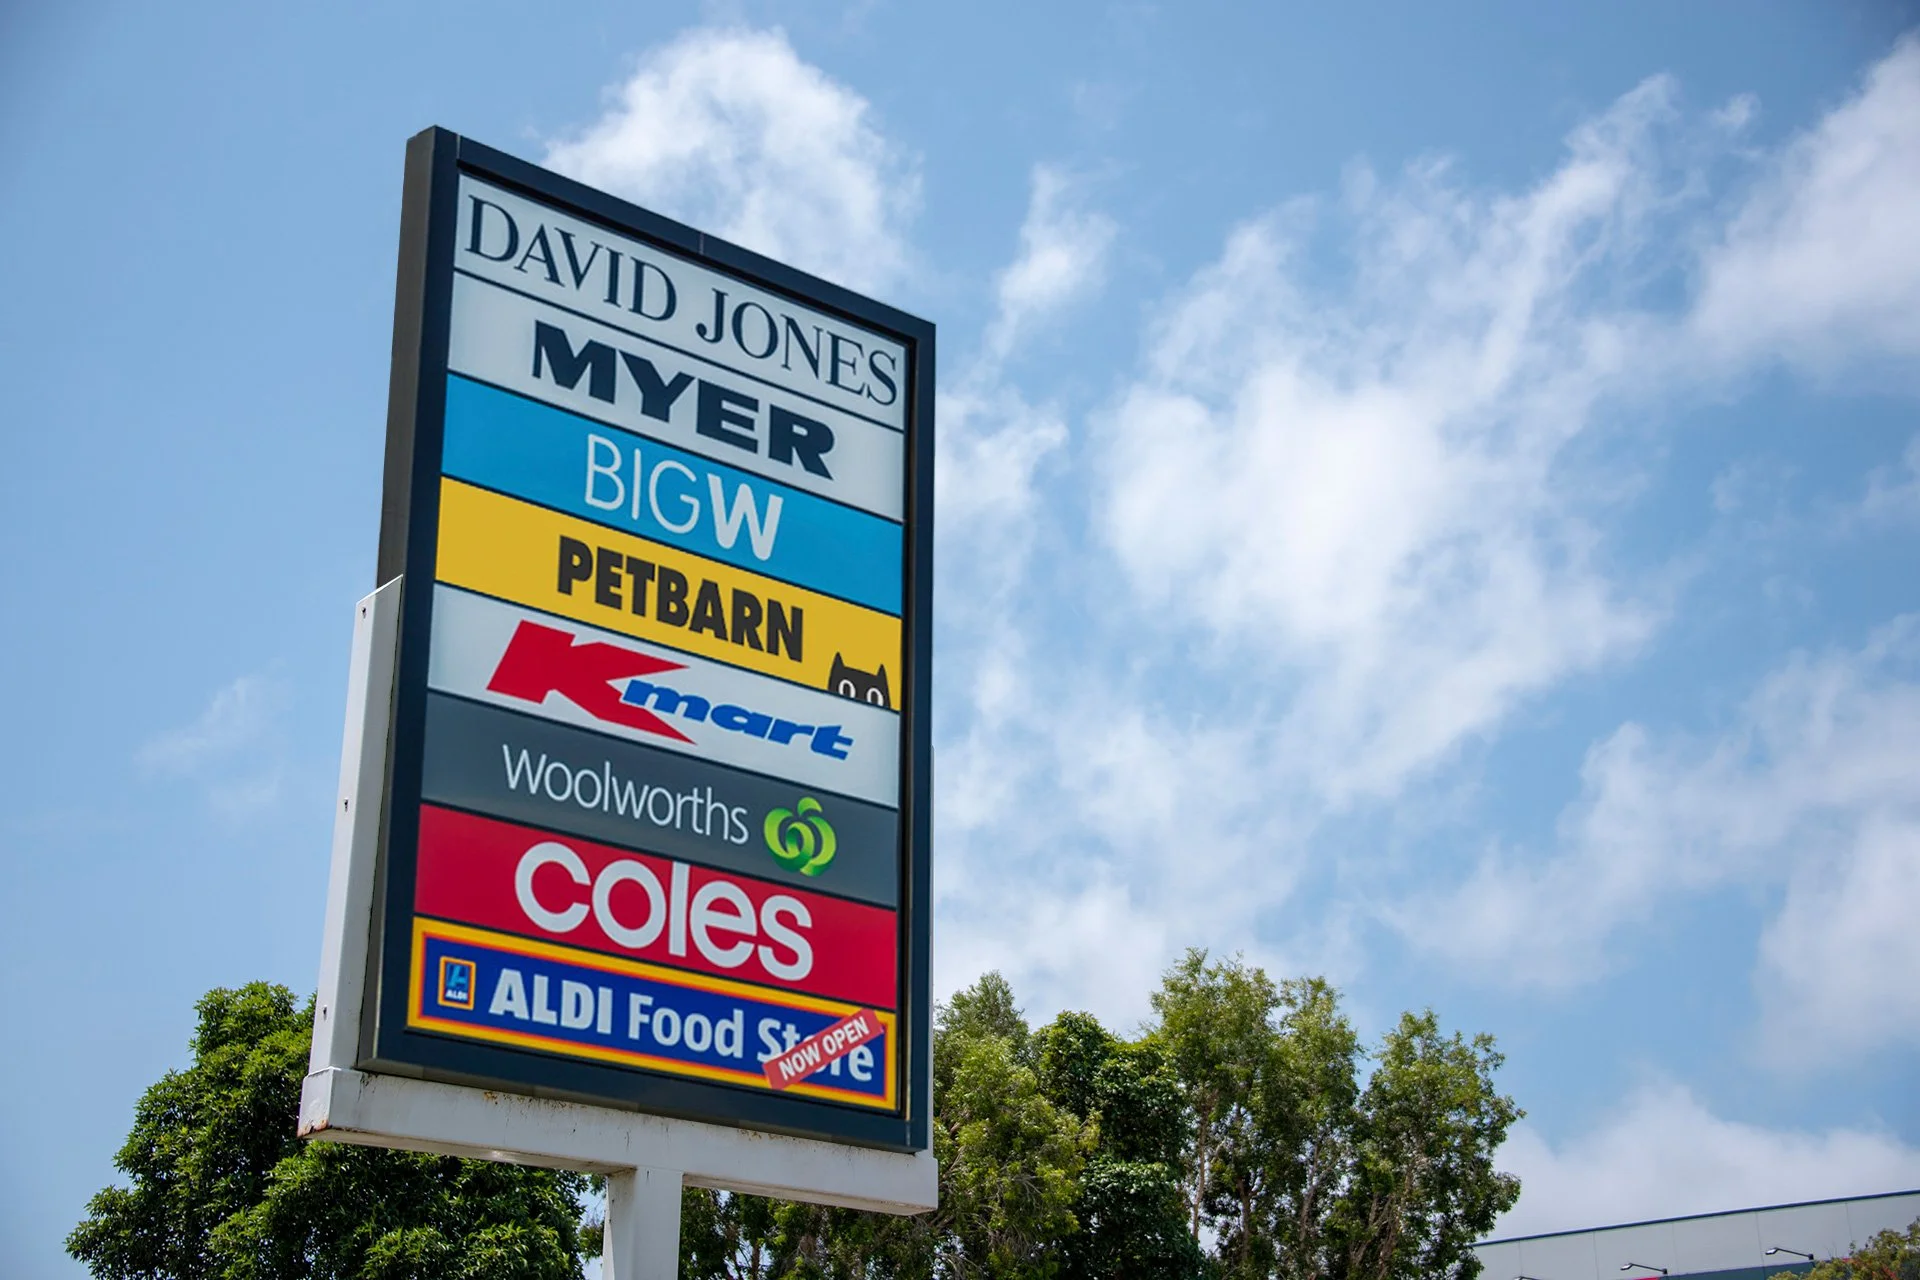 DAVID JONES
MYER
BIGW
PETBARN
Kmart
Woolworths
coles
ALDI
ALDI Food Store
NOW OPEN